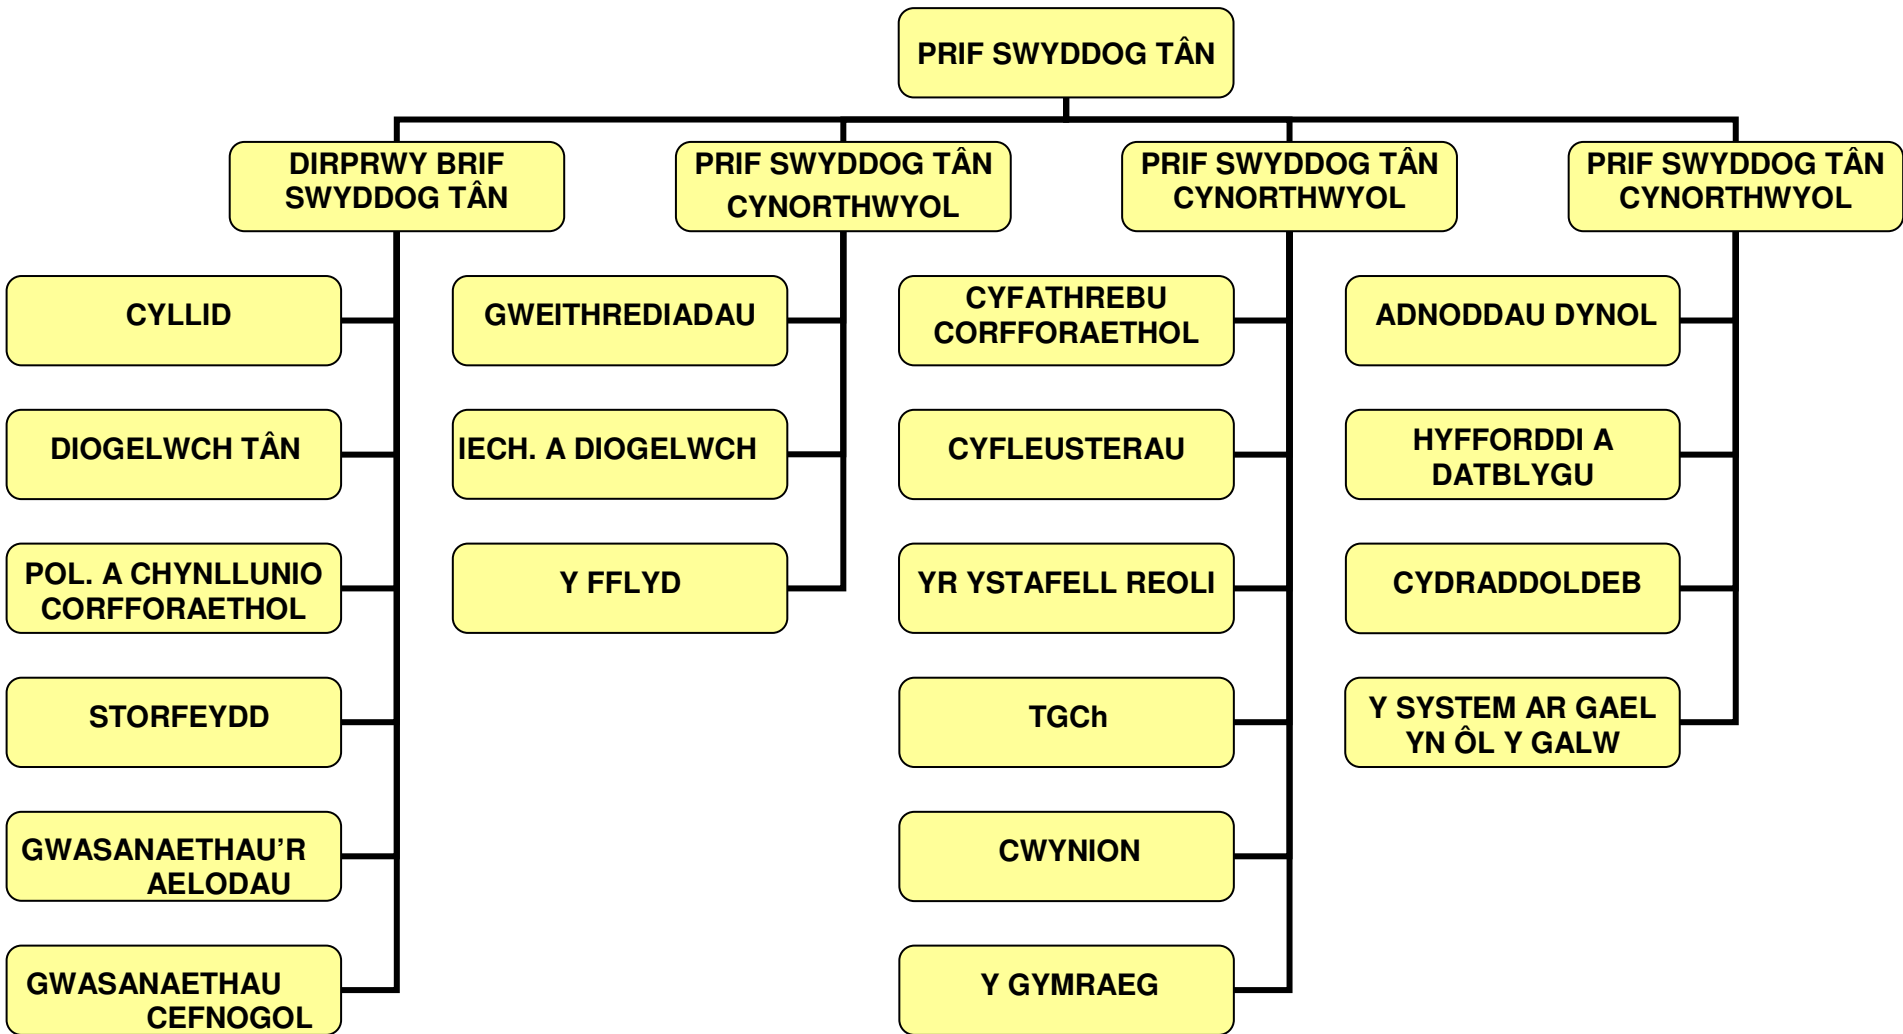 PRIF SWYDDOG TÂN
DIRPRWY BRIF
SWYDDOG TÂN
PRIF SWYDDOG TÂN
CYNORTHWYOL
PRIF SWYDDOG TÂN
CYNORTHWYOL
PRIF SWYDDOG TÂN
CYNORTHWYOL
CYLLID
DIOGELWCH TÂN
POL. A CHYNLLUNIO
CORFFORAETHOL
STORFEYDD
GWASANAETHAU’R
AELODAU
GWASANAETHAU
CEFNOGOL
GWEITHREDIADAU
IECH. A DIOGELWCH
Y FFLYD
CYFATHREBU
CORFFORAETHOL
CYFLEUSTERAU
YR YSTAFELL REOLI
TGCh
CWYNION
Y GYMRAEG
ADNODDAU DYNOL
HYFFORDDI A
DATBLYGU
CYDRADDOLDEB
Y SYSTEM AR GAEL
YN ÔL Y GALW